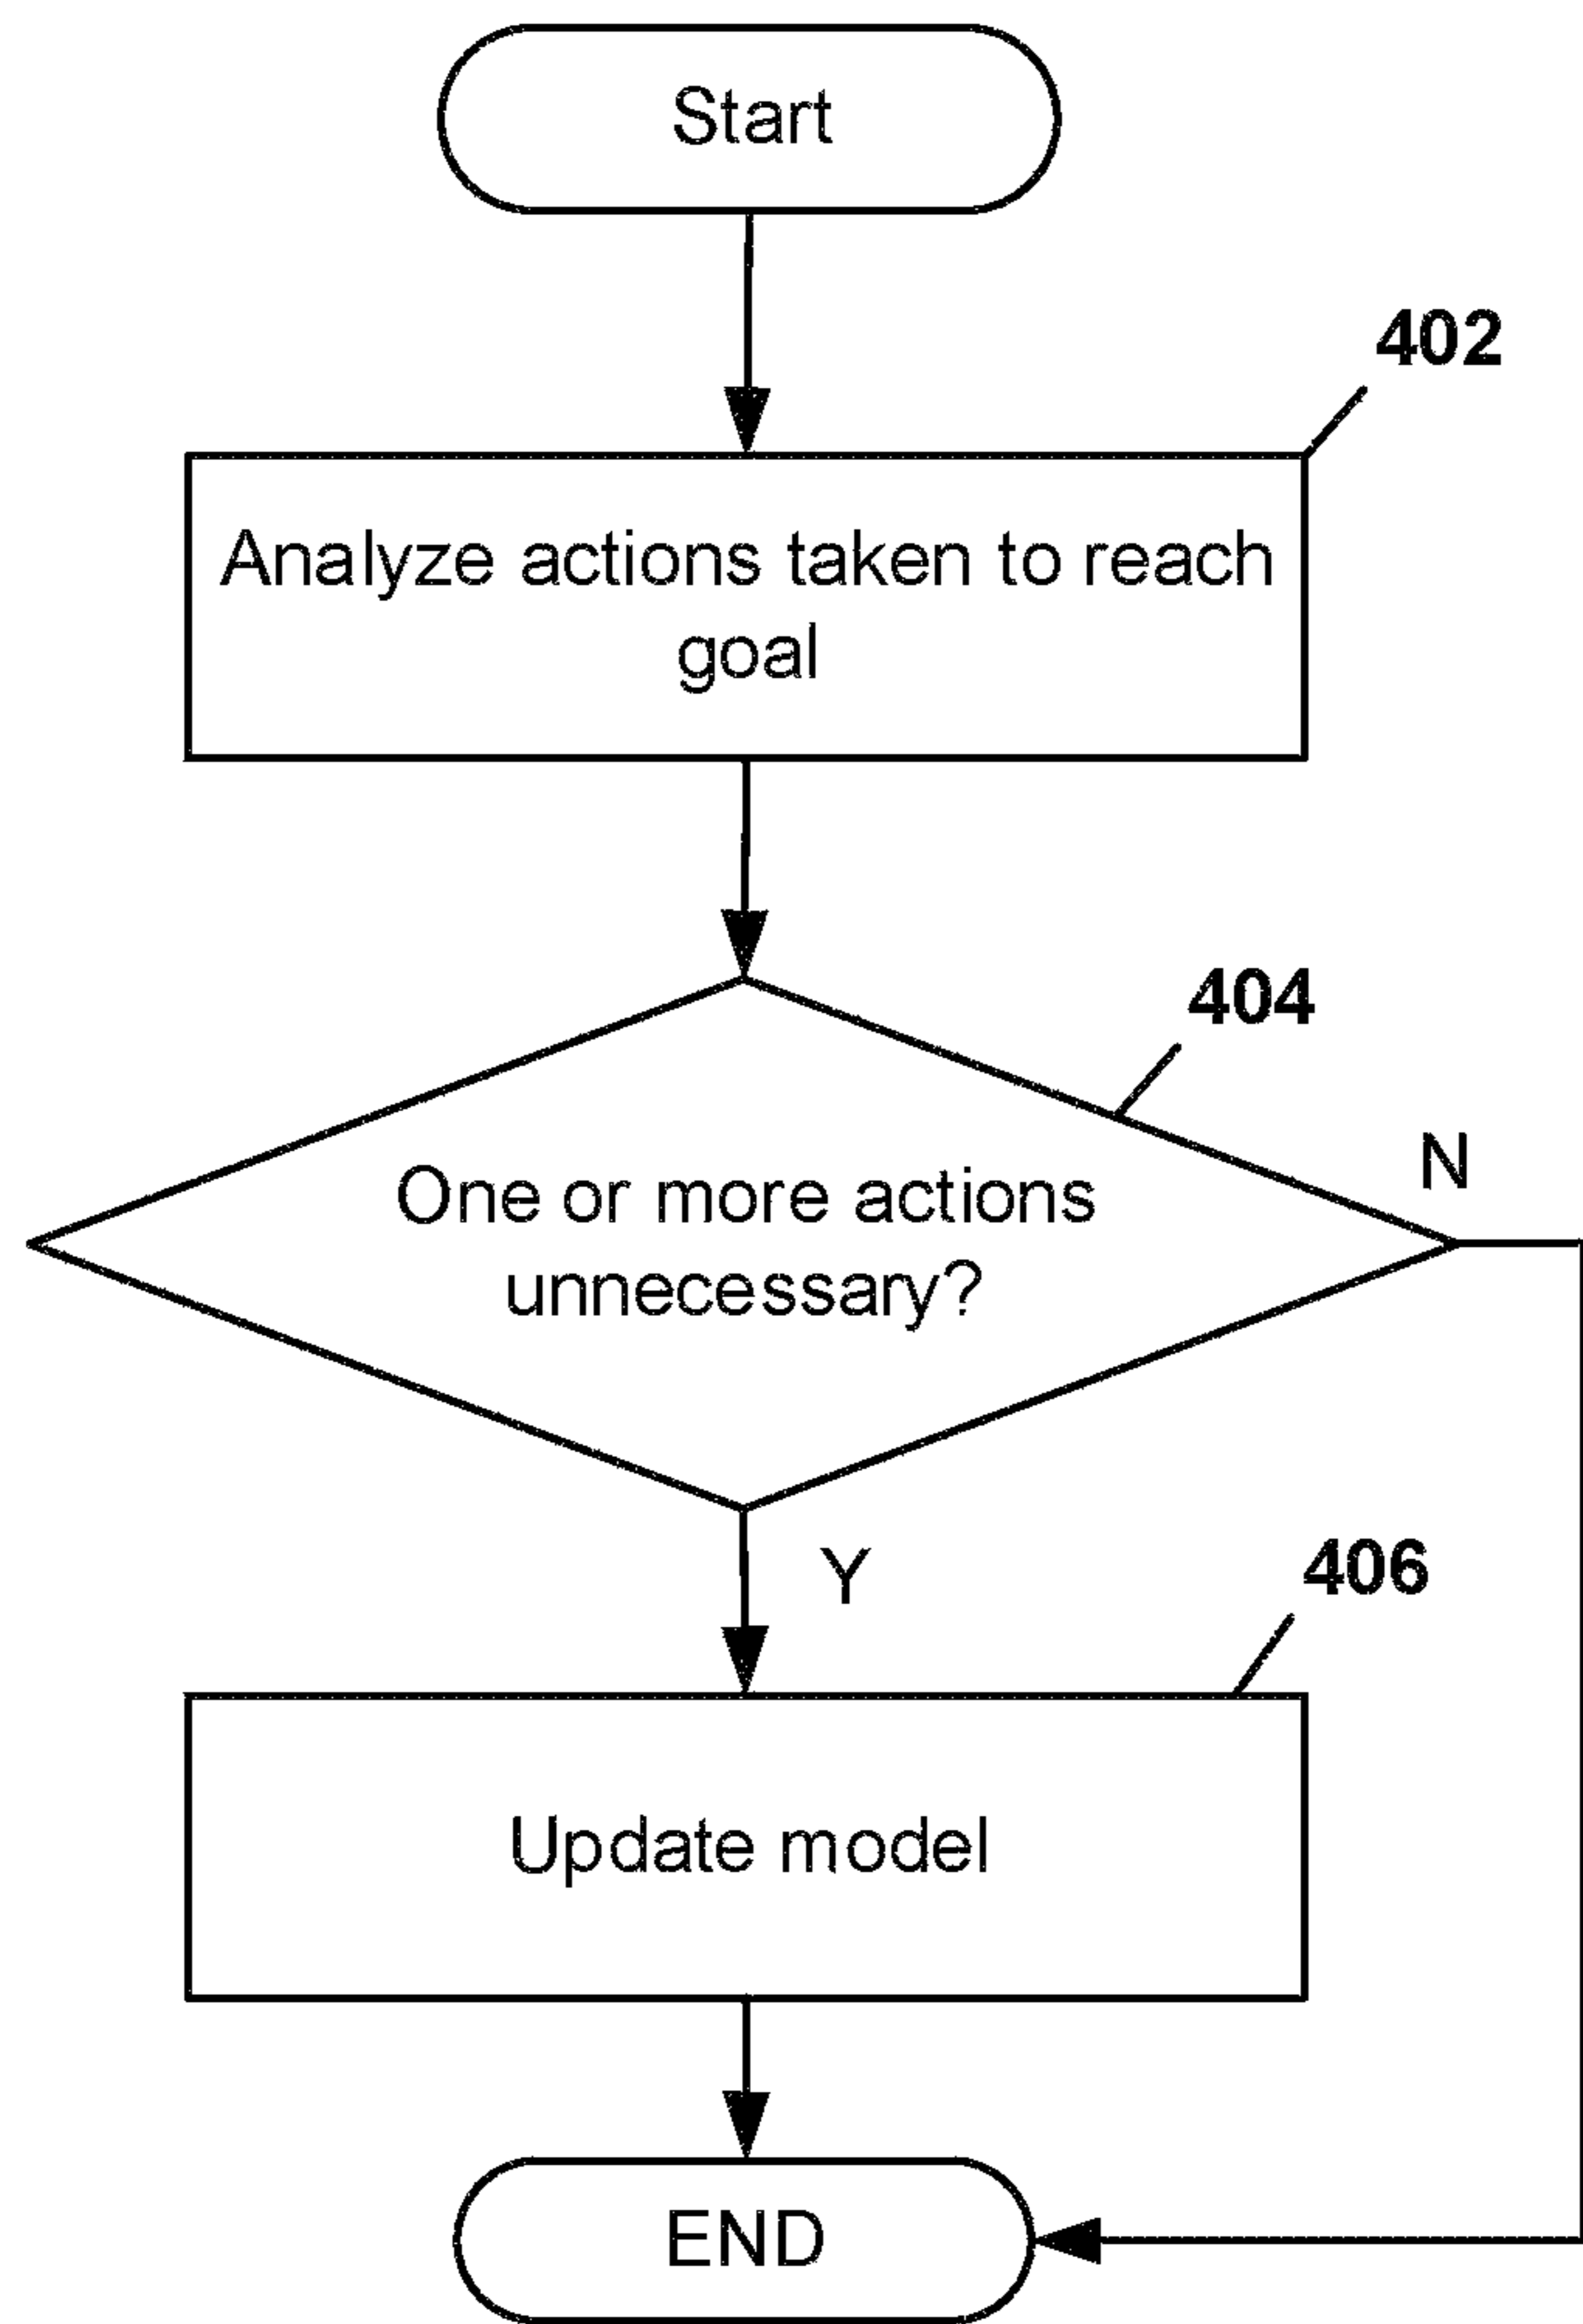 Start
402
Analyze actions taken to reach
goal
404
One or more actions
unnecessary?
N
Y
406
Update model
END